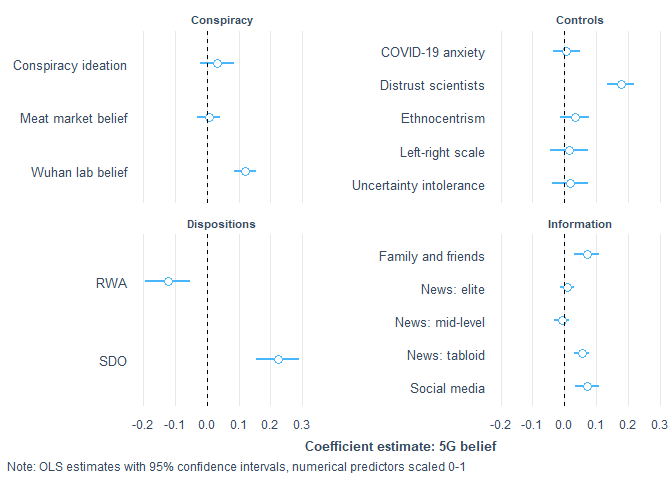 Conspiracy
Conspiracy ideation
Meat market belief
Wuhan lab belief
Controls
COVID-19 anxiety
Distrust scientists
Ethnocentrism
Left-right scale
Uncertainty intolerance
Dispositions
RWA
SDO
-0.2 -0.1 0.0 0.1 0.2 0.3
Information
Family and friends
News: elite
News: mid-level
News: tabloid
Social media
-0.2 -0.1 0.0 0.1 0.2 0.3
Coefficient estimate: 5G belief
Note: OLS estimates with 95% confidence intervals, numerical predictors scaled 0-1